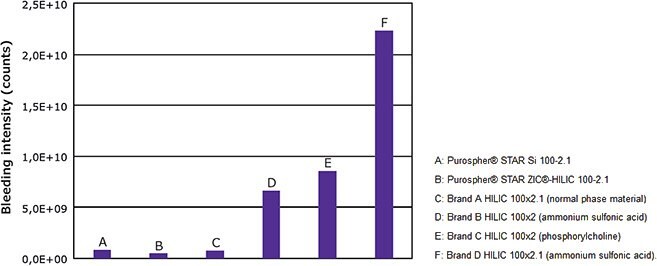 2,5E+10
2,0E+10
1,5E+10
1,0E+10
5,0E+09
0,0E+00
Bleeding intensity (counts)
A
B
C
D
E
F
A: Purospher® STAR Si 100-2.1
B: Purospher® STAR ZIC®-HILIC 100-2.1
C: Brand A HILIC 100x2.1 (normal phase material)
D: Brand B HILIC 100x2 (ammonium sulfonic acid)
E: Brand C HILIC 100x2 (phosphorylcholine)
F: Brand D HILIC 100x2.1 (ammonium sulfonic acid).